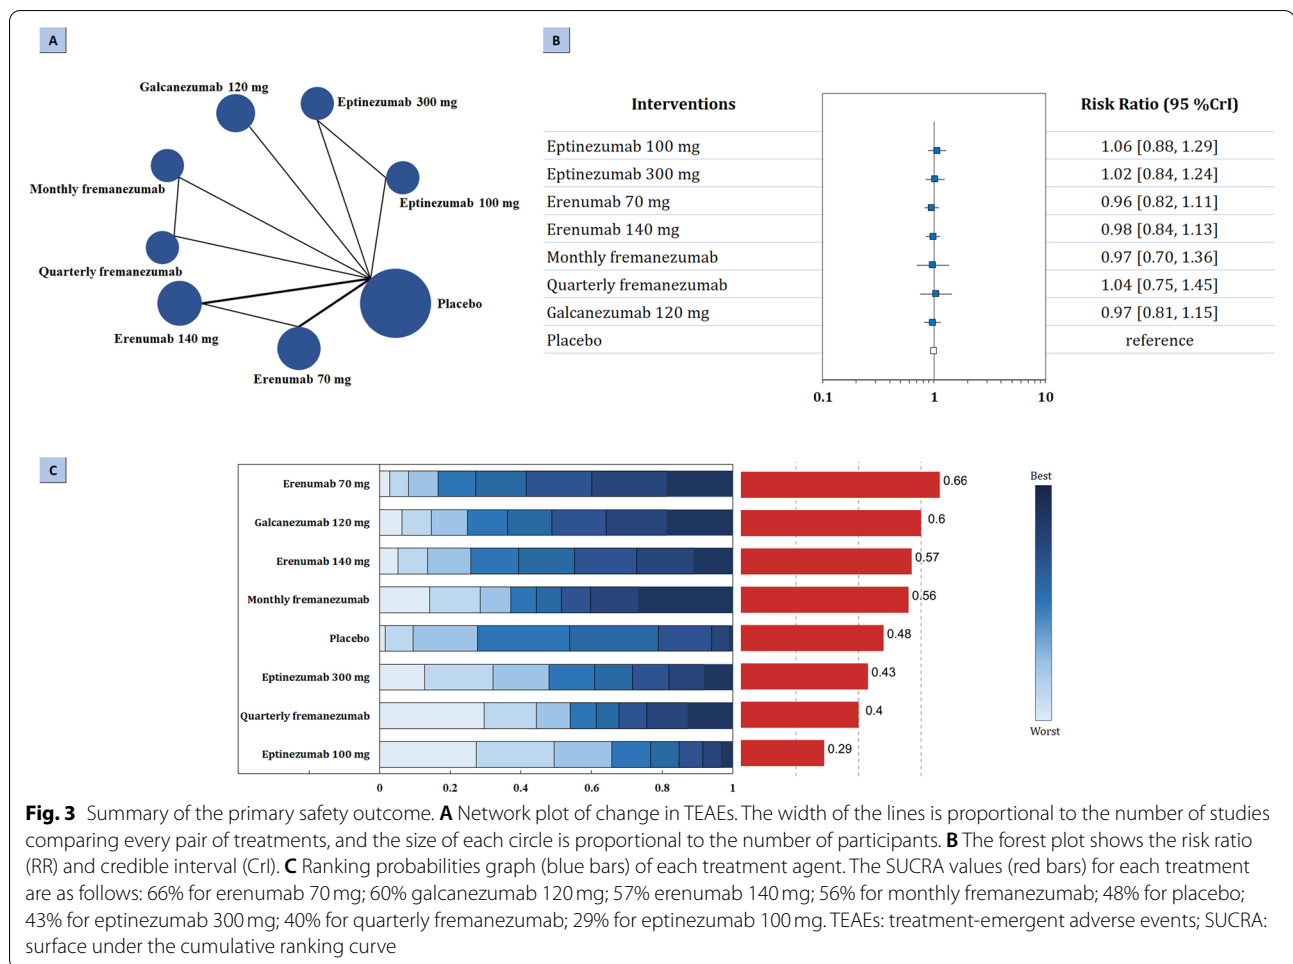 A
Galcanezumab 120 mg
Eptinezumab 300 mg
Monthly fremanezumab
Eptinezumab 100 mg
Quarterly fremanezumab
Placebo
Erenumab 140 mg
Erenumab 70 mg
B
Interventions Risk Ratio (95 %CrI)
Eptinezumab 100 mg 1.06 [0.88, 1.29]
Eptinezumab 300 mg 1.02 [0.84, 1.24]
Erenumab 70 mg 0.96 [0.82, 1.11]
Erenumab 140 mg 0.98 [0.84, 1.13]
Monthly fremanezumab 0.97 [0.70, 1.36]
Quarterly fremanezumab 1.04 [0.75, 1.45]
Galcanezumab 120 mg 0.97 [0.81, 1.15]
Placebo reference
0.1 1 10
C
Erenumab 70 mg 0.66
Galcanezumab 120 mg 0.6
Erenumab 140 mg 0.57
Monthly fremanezumab 0.56
Placebo 0.48
Eptinezumab 300 mg 0.43
Quarterly fremanezumab 0.4
Eptinezumab 100 mg 0.29
0 0.2 0.4 0.6 0.8 1
Best
Worst
Fig. 3 Summary of the primary safety outcome. A Network plot of change in TEAEs. The width of the lines is proportional to the number of studies
comparing every pair of treatments, and the size of each circle is proportional to the number of participants. B The forest plot shows the risk ratio
(RR) and credible interval (CrI). C Ranking probabilities graph (blue bars) of each treatment agent. The SUCRA values (red bars) for each treatment
are as follows: 66% for erenumab 70 mg; 60% galcanezumab 120 mg; 57% erenumab 140 mg; 56% for monthly fremanezumab; 48% for placebo;
43% for eptinezumab 300 mg; 40% for quarterly fremanezumab; 29% for eptinezumab 100 mg. TEAEs: treatment-emergent adverse events; SUCRA:
surface under the cumulative ranking curve